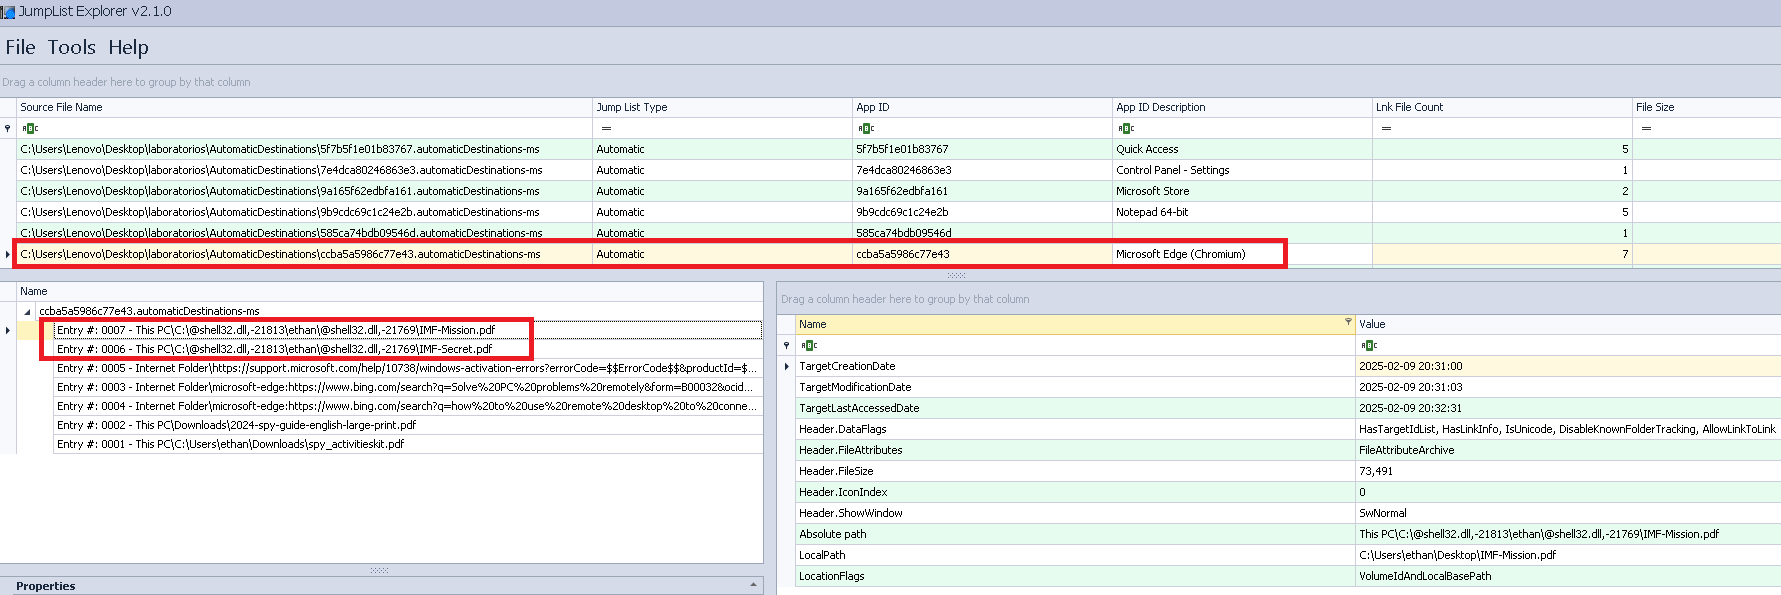 JumpList Explorer v2.1.0
File Tools Help
Drag a column header here to group by that column
Source File Name Jump List Type App ID App ID Description Lnk File Count File Size
ABC = ABC ABC = =
C:\Users\Lenovo\Desktop\laboratorios\AutomaticDestinations\5f7b5f1e01b83767.automaticDestinations-ms Automatic 5f7b5f1e01b83767 Quick Access 5
C:\Users\Lenovo\Desktop\laboratorios\AutomaticDestinations\7e4dca80246863e3.automaticDestinations-ms Automatic 7e4dca80246863e3 Control Panel - Settings 1
C:\Users\Lenovo\Desktop\laboratorios\AutomaticDestinations\9a165f62edbfa161.automaticDestinations-ms Automatic 9a165f62edbfa161 Microsoft Store 2
C:\Users\Lenovo\Desktop\laboratorios\AutomaticDestinations\9b9cdc69c1c24e2b.automaticDestinations-ms Automatic 9b9cdc69c1c24e2b Notepad 64-bit 5
C:\Users\Lenovo\Desktop\laboratorios\AutomaticDestinations\585ca74bdb09546d.automaticDestinations-ms Automatic 585ca74bdb09546d 1
C:\Users\Lenovo\Desktop\laboratorios\AutomaticDestinations\ccba5a5986c77e43.automaticDestinations-ms Automatic ccba5a5986c77e43 Microsoft Edge (Chromium) 7
Name
ccba5a5986c77e43.automaticDestinations-ms
Entry #: 0007 - This PC\C:\@shell32.dll,-21813\ethan\@shell32.dll,-21769\IMF-Mission.pdf
Entry #: 0006 - This PC\C:\@shell32.dll,-21813\ethan\@shell32.dll,-21769\IMF-Secret.pdf
Entry #: 0005 - Internet Folder\https://support.microsoft.com/help/10738/windows-activation-errors?errorCode=$$ErrorCode$$&productId=$...
Entry #: 0003 - Internet Folder\microsoft-edge:https://www.bing.com/search?q=Solve%20PC%20problems%20remotely&form=B00032&ocid...
Entry #: 0004 - Internet Folder\microsoft-edge:https://www.bing.com/search?q=how%20to%20use%20remote%20desktop%20to%20conne...
Entry #: 0002 - This PC\Downloads\2024-spy-guide-english-large-print.pdf
Entry #: 0001 - This PC\C:\Users\ethan\Downloads\spy_activitieskit.pdf
Properties
Drag a column header here to group by that column
Name Value
ABC ABC
TargetCreationDate 2025-02-09 20:31:00
TargetModificationDate 2025-02-09 20:31:03
TargetLastAccessedDate 2025-02-09 20:32:31
Header.DataFlags HasTargetIdList, HasLinkInfo, IsUnicode, DisableKnownFolderTracking, AllowLinkToLink
Header.FileAttributes FileAttributeArchive
Header.FileSize 73,491
Header.IconIndex 0
Header.ShowWindow SwNormal
Absolute path This PC\C:\@shell32.dll,-21813\ethan\@shell32.dll,-21769\IMF-Mission.pdf
LocalPath C:\Users\ethan\Desktop\IMF-Mission.pdf
LocationFlags VolumeIdAndLocalBasePath